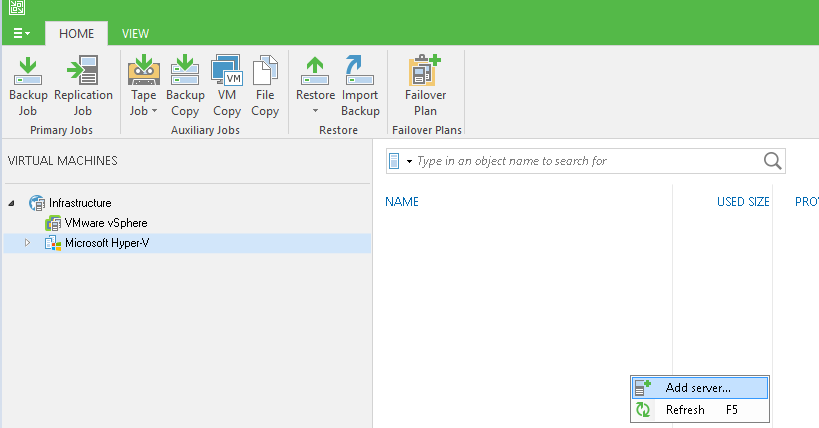 HOME VIEW
Backup Job
Replication Job
Tape Job
Backup Copy
VM Copy
File Copy
Restore
Import Backup
Failover Plan
VM
Primary Jobs Auxiliary Jobs Restore Failover Plans
VIRTUAL MACHINES
Type in an object name to search for
NAME USED SIZE PRO
Infrastructure
VMware vSphere
Microsoft Hyper-V
Add server...
Refresh F5